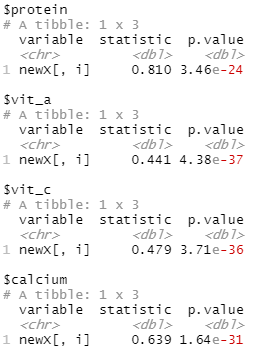 $protein
# A tibble: 1 x 3
variable statistic p.value
<chr> <dbl> <dbl>
1 newX[, i] 0.810 3.46e-24
$vit_a
# A tibble: 1 x 3
variable statistic p.value
<chr> <dbl> <dbl>
1 newX[, i] 0.441 4.38e-37
$vit_c
# A tibble: 1 x 3
variable statistic p.value
<chr> <dbl> <dbl>
1 newX[, i] 0.479 3.71e-36
$calcium
# A tibble: 1 x 3
variable statistic p.value
<chr> <dbl> <dbl>
1 newX[, i] 0.639 1.64e-31